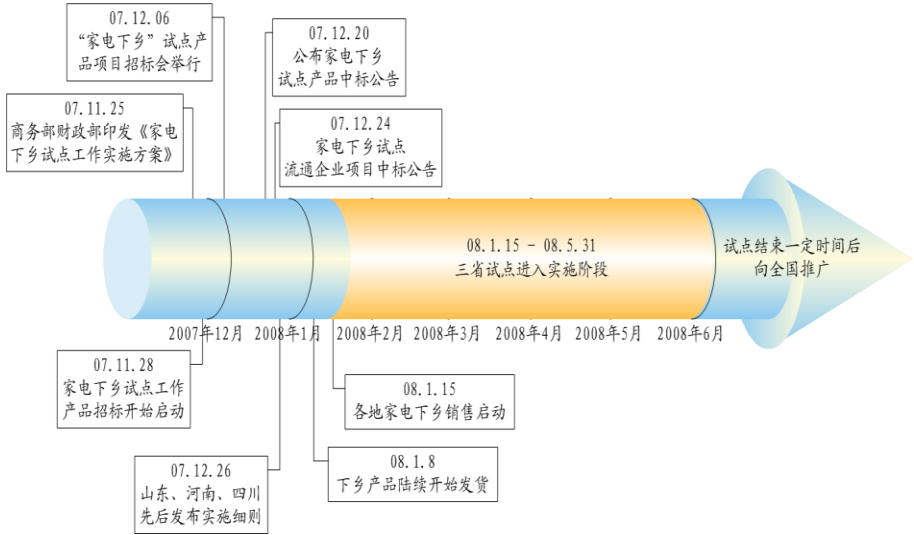 07.12.06
“家电下乡”试点产
品项目招标会举行
07.12.20
公布家电下乡
试点产品中标公告
07.11.25
商务部财政部印发《家电
下乡试点工作实施方案》
07.12.24
家电下乡试点
流通企业项目中标公告
08.1.15 - 08.5.31
三省试点进入实施阶段
试点结束一定时间后
向全国推广
2007年12月
2008年1月
2008年2月
2008年3月
2008年4月
2008年5月
2008年6月
07.11.28
家电下乡试点工作
产品招标开始启动
08.1.15
各地家电下乡销售启动
07.12.26
山东、河南、四川
先后发布实施细则
08.1.8
下乡产品陆续开始发货